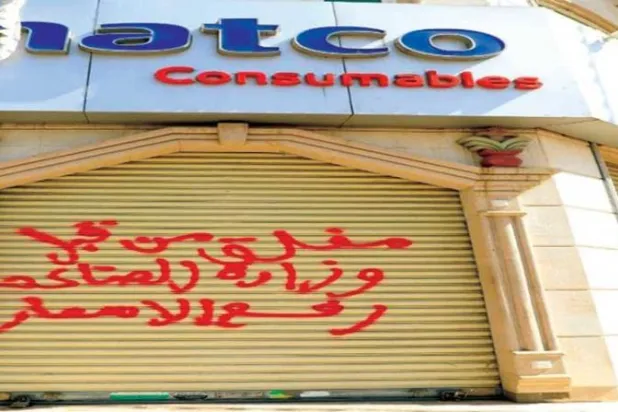 natco
Consumables
مغلق من قبل
وزارة الصناعة
رفع الاسعار